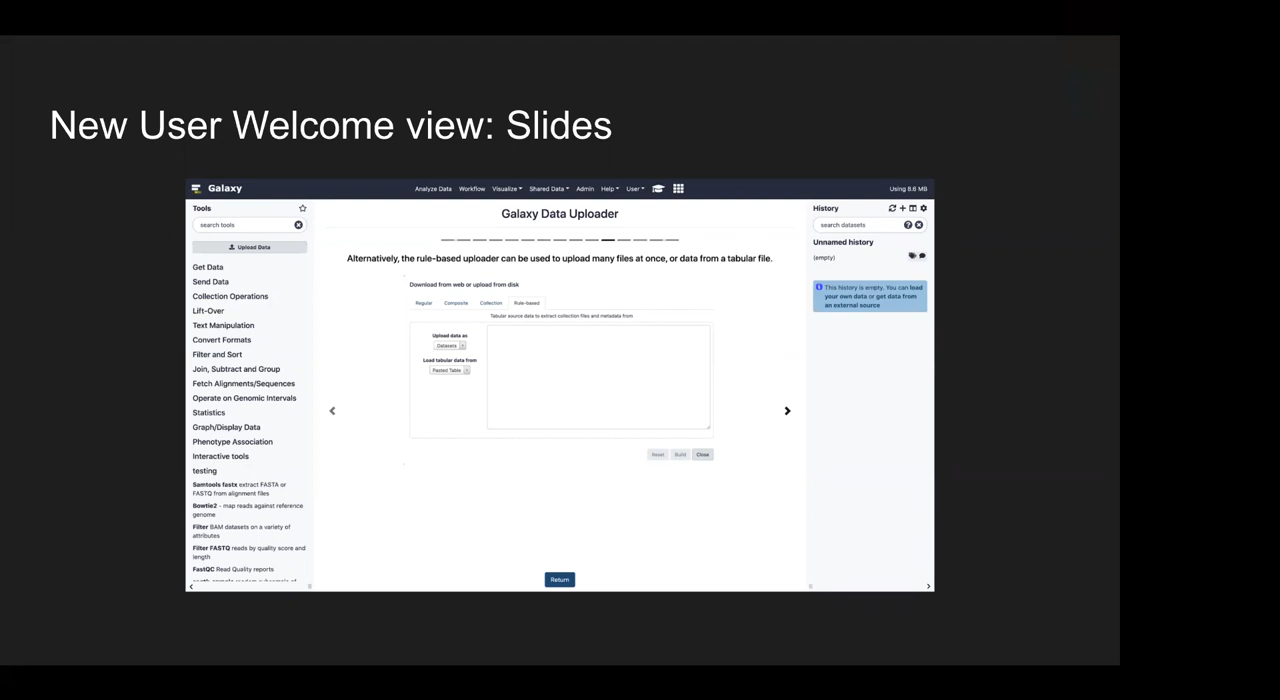 New User Welcome view: Slides
Galaxy
Analyze Data Workflow Visualize Shared Data Admin Help User
Using 8.6 MB
Tools
search tools
Upload Data
Get Data
Send Data
Collection Operations
Lift-Over
Text Manipulation
Convert Formats
Filter and Sort
Join, Subtract and Group
Fetch Alignments/Sequences
Operate on Genomic Intervals
Statistics
Graph/Display Data
Phenotype Association
Interactive tools
testing
Samtools fastx extract FASTA or
FASTQ from alignment files
Bowtie2 - map reads against reference
genome
Filter BAM datasets on a variety of
attributes
Filter FASTQ reads by quality score and
length
FastQC Read Quality reports
Galaxy Data Uploader
Alternatively, the rule-based uploader can be used to upload many files at once, or data from a tabular file.
Download from web or upload from disk
Regular Composite Collection Rule-based
Tabular source data to extract collection files and metadata from
Upload data as
Datasets
Load tabular data from
Pasted Table
Reset Build Close
Return
History
search datasets
Unnamed history
(empty)
This history is empty. You can load
your own data or get data from
an external source